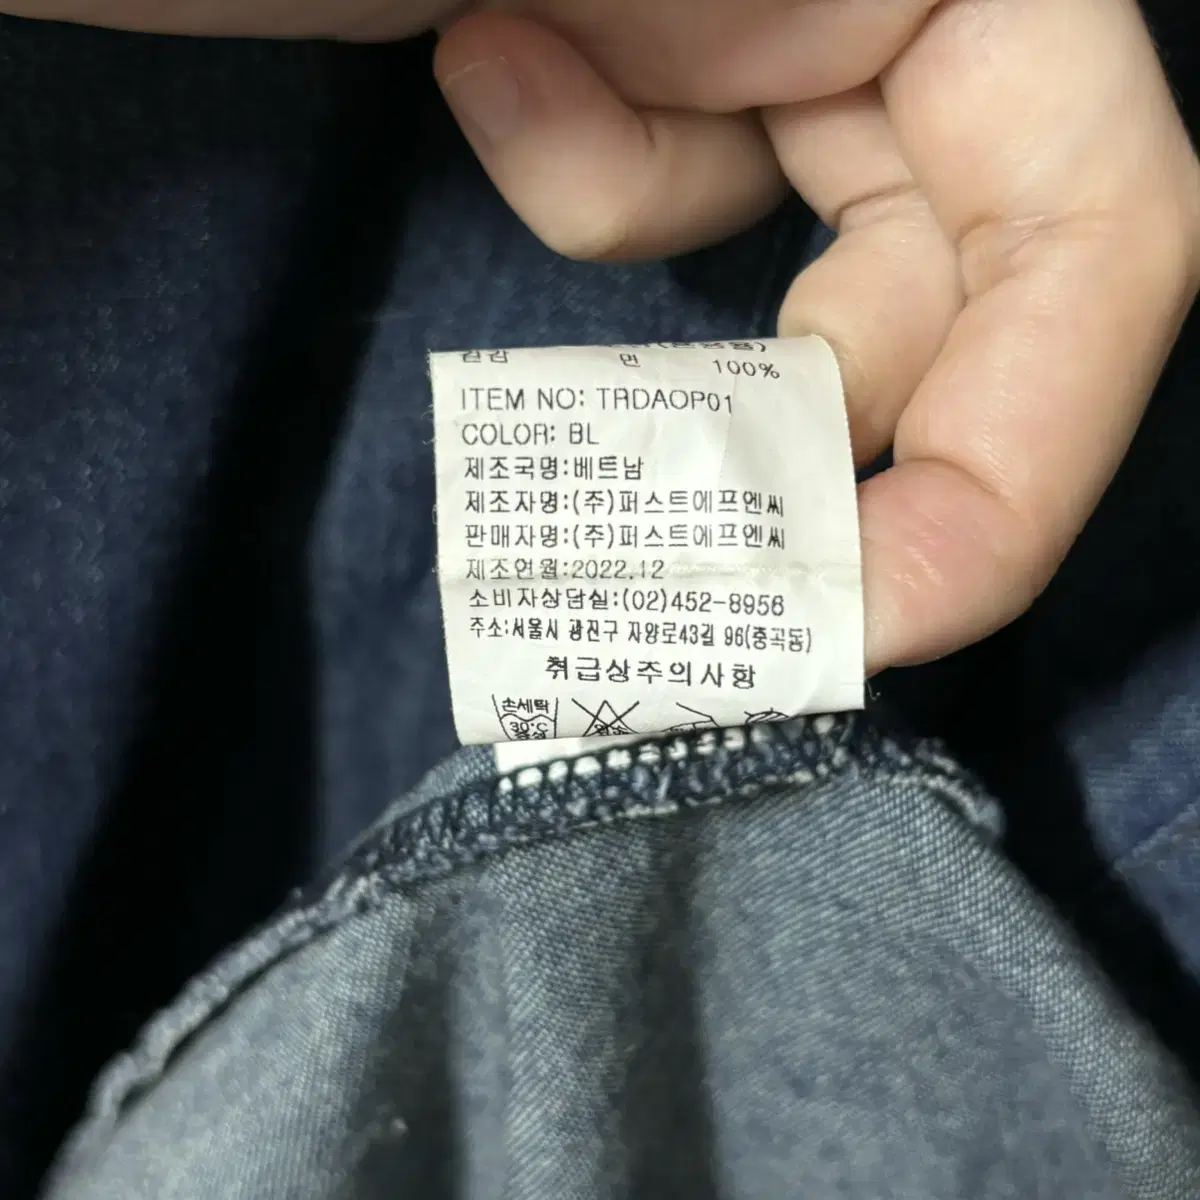 겉감 면 100%
ITEM NO: TRDAOP01
COLOR: BL
제조국명:베트남
제조자명:(주)퍼스트에프엔씨
판매자명:(주)퍼스트에프엔씨
제조연월:2022.12
소비자상담실:(02)452-8956
주소:서울시 광진구 자양로43길 96(중곡동)
취급상주의사항
손세탁
30°C